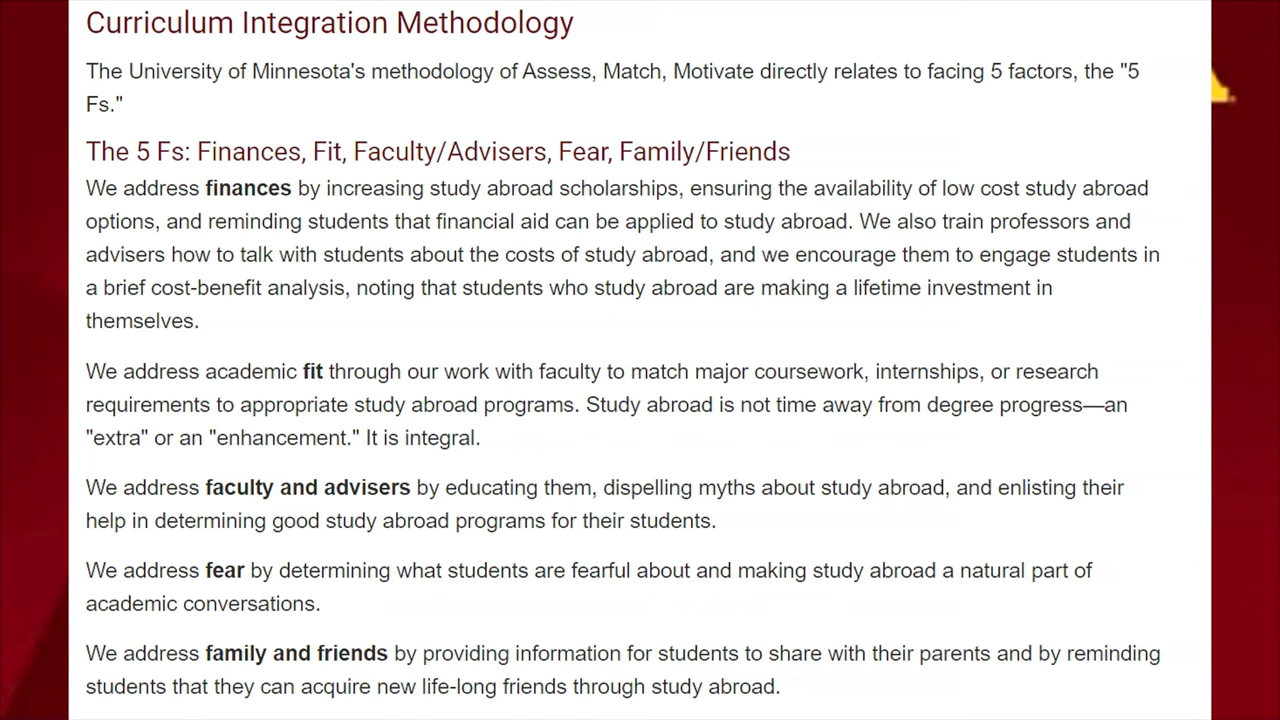 Curriculum Integration Methodology
The University of Minnesota's methodology of Assess, Match, Motivate directly relates to facing 5 factors, the "5
Fs."
The 5 Fs: Finances, Fit, Faculty/Advisers, Fear, Family/Friends
We address finances by increasing study abroad scholarships, ensuring the availability of low cost study abroad
options, and reminding students that financial aid can be applied to study abroad. We also train professors and
advisers how to talk with students about the costs of study abroad, and we encourage them to engage students in
a brief cost-benefit analysis, noting that students who study abroad are making a lifetime investment in
themselves.
We address academic fit through our work with faculty to match major coursework, internships, or research
requirements to appropriate study abroad programs. Study abroad is not time away from degree progress—an
"extra" or an "enhancement." It is integral.
We address faculty and advisers by educating them, dispelling myths about study abroad, and enlisting their
help in determining good study abroad programs for their students.
We address fear by determining what students are fearful about and making study abroad a natural part of
academic conversations.
We address family and friends by providing information for students to share with their parents and by reminding
students that they can acquire new life-long friends through study abroad.